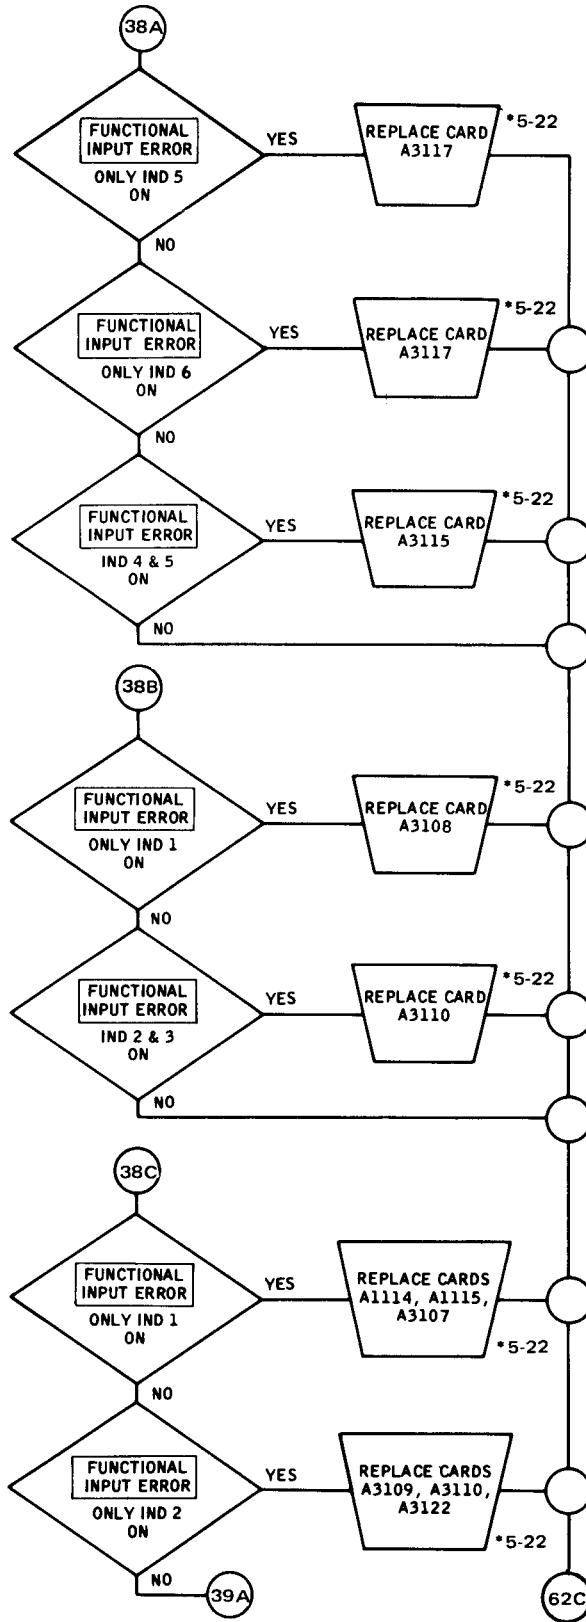 38A
FUNCTIONAL
INPUT ERROR
ONLY IND 5
ON
YES
REPLACE CARD
A3117
*5-22
NO
FUNCTIONAL
INPUT ERROR
ONLY IND 6
ON
YES
REPLACE CARD
A3117
*5-22
NO
FUNCTIONAL
INPUT ERROR
IND 4 & 5
ON
YES
REPLACE CARD
A3115
*5-22
NO
38B
FUNCTIONAL
INPUT ERROR
ONLY IND 1
ON
YES
REPLACE CARD
A3108
*5-22
NO
FUNCTIONAL
INPUT ERROR
IND 2 & 3
ON
YES
REPLACE CARD
A3110
*5-22
NO
38C
FUNCTIONAL
INPUT ERROR
ONLY IND 1
ON
YES
REPLACE CARDS
A1114, A1115,
A3107
*5-22
NO
FUNCTIONAL
INPUT ERROR
ONLY IND 2
ON
YES
REPLACE CARDS
A3109, A3110,
A3122
*5-22
NO
39A
62C